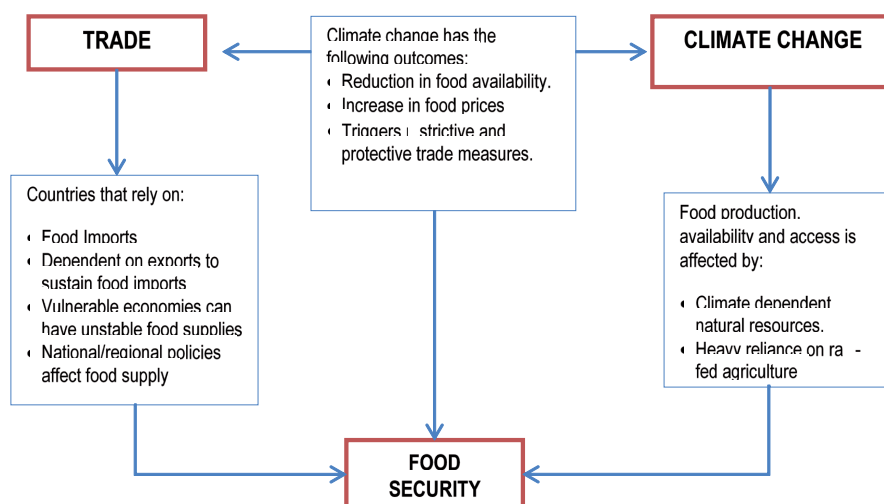 TRADE
Climate change has the
following outcomes:
• Reduction in food availability.
• Increase in food prices
• Triggers strictive and
protective trade measures.
CLIMATE CHANGE
Countries that rely on:
• Food Imports
• Dependent on exports to
sustain food imports
• Vulnerable economies can
have unstable food supplies
• National/regional policies
affect food supply
Food production,
availability and access is
affected by:
• Climate dependent
natural resources.
• Heavy reliance on ra -
fed agriculture
FOOD
SECURITY